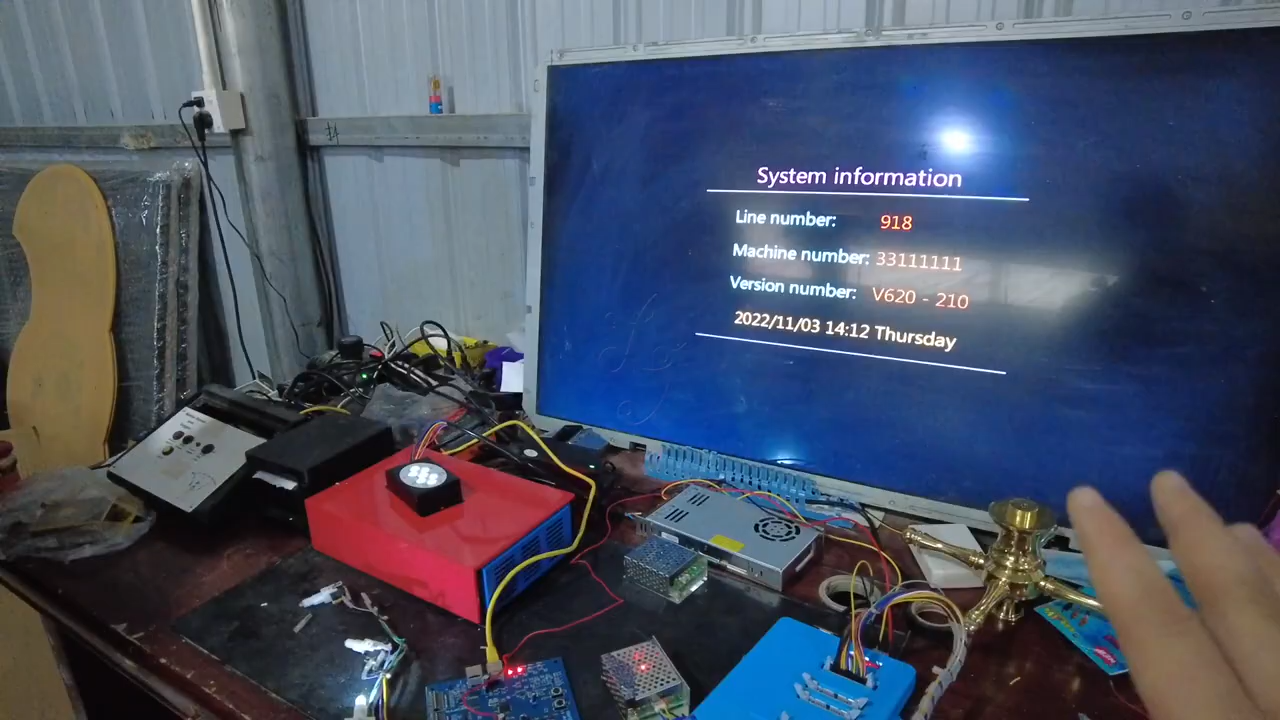 System information
Line number: 918
Machine number: 33111111
Version number: V620 - 210
2022/11/03 14:12 Thursday